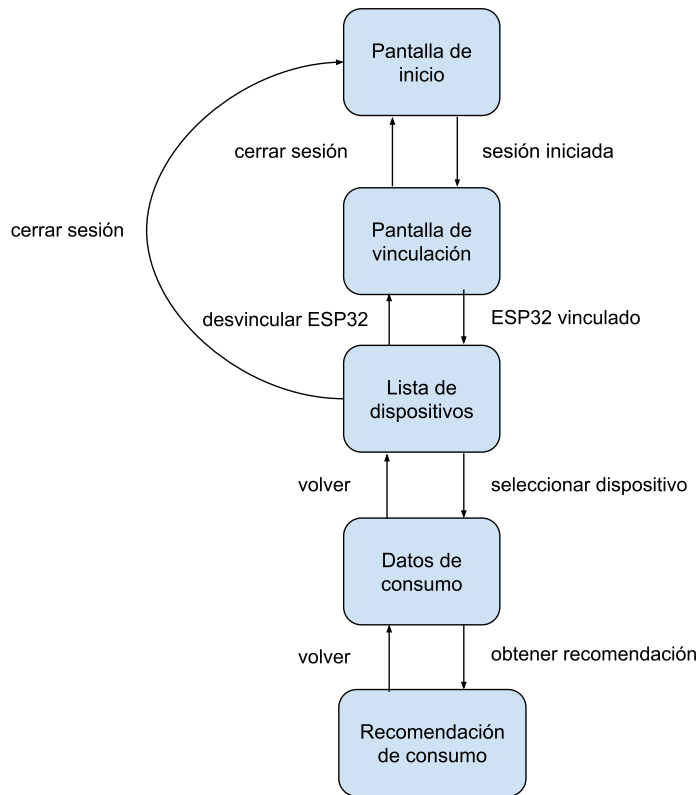 Pantalla de
inicio
cerrar sesión
sesión iniciada
Pantalla de
vinculación
cerrar sesión
desvincular ESP32
ESP32 vinculado
Lista de
dispositivos
volver
seleccionar dispositivo
Datos de
consumo
volver
obtener recomendación
Recomendación
de consumo